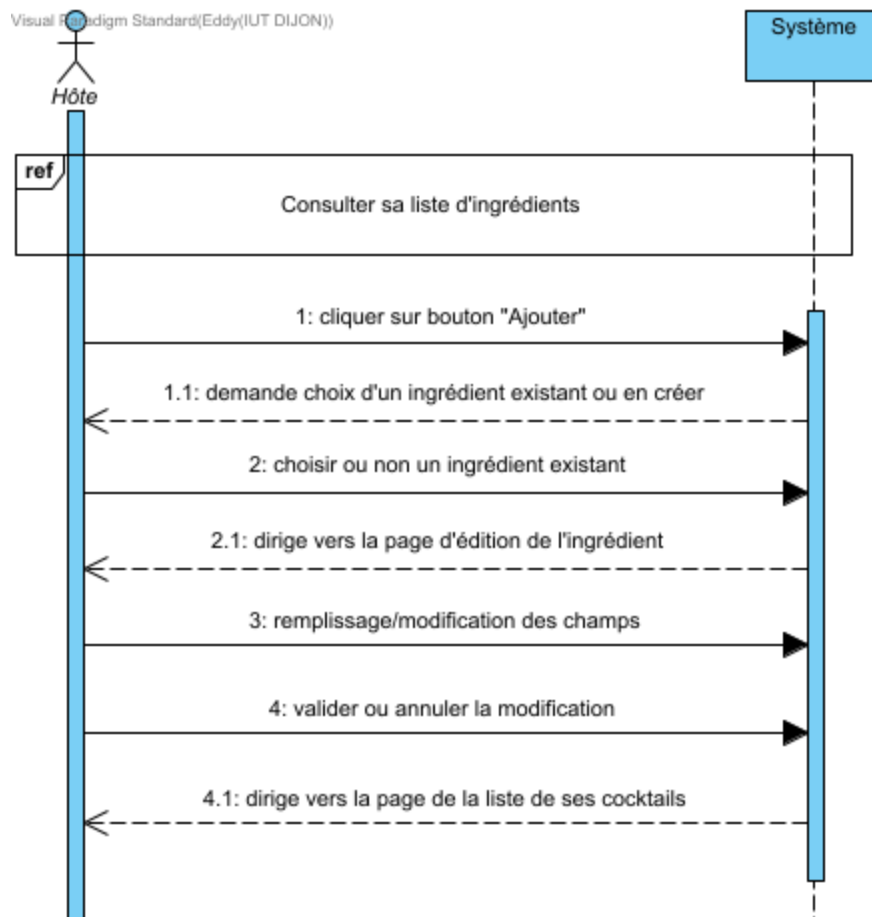 Visual Paradigm Standard(Eddy(IUT DIJON))
Système
Hôte
ref
Consulter sa liste d'ingrédients
1: cliquer sur bouton "Ajouter"
1.1: demande choix d'un ingrédient existant ou en créer
2: choisir ou non un ingrédient existant
2.1: dirige vers la page d'édition de l'ingrédient
3: remplissage/modification des champs
4: valider ou annuler la modification
4.1: dirige vers la page de la liste de ses cocktails